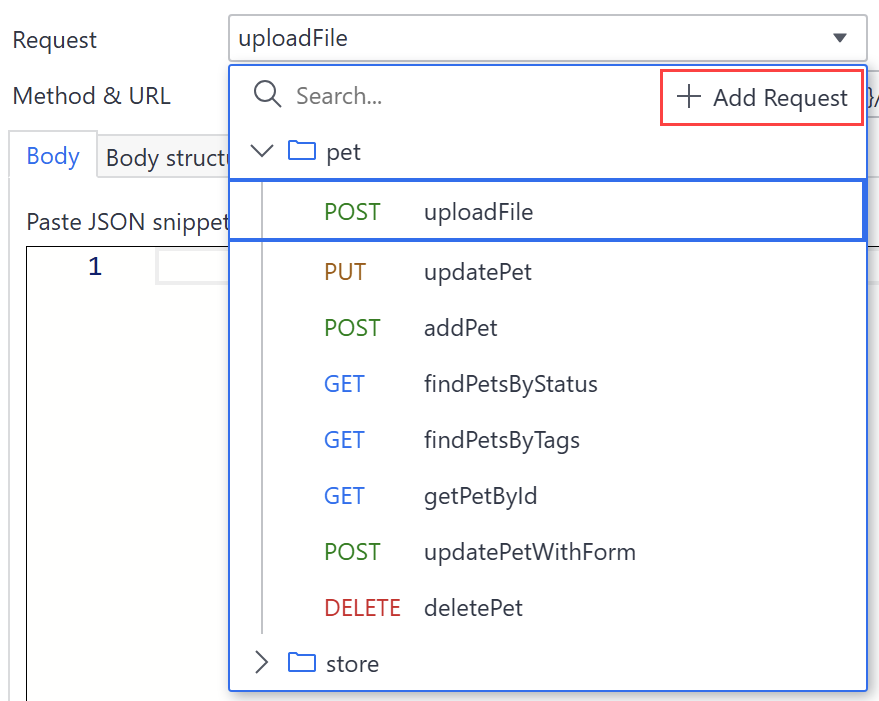 Request uploadFile
Method & URL Search... Add Request }/
Body Body structu pet
POST uploadFile
Paste JSON snippet
1 PUT updatePet
POST addPet
GET findPetsByStatus
GET findPetsByTags
GET getPetById
POST updatePetWithForm
DELETE deletePet
store